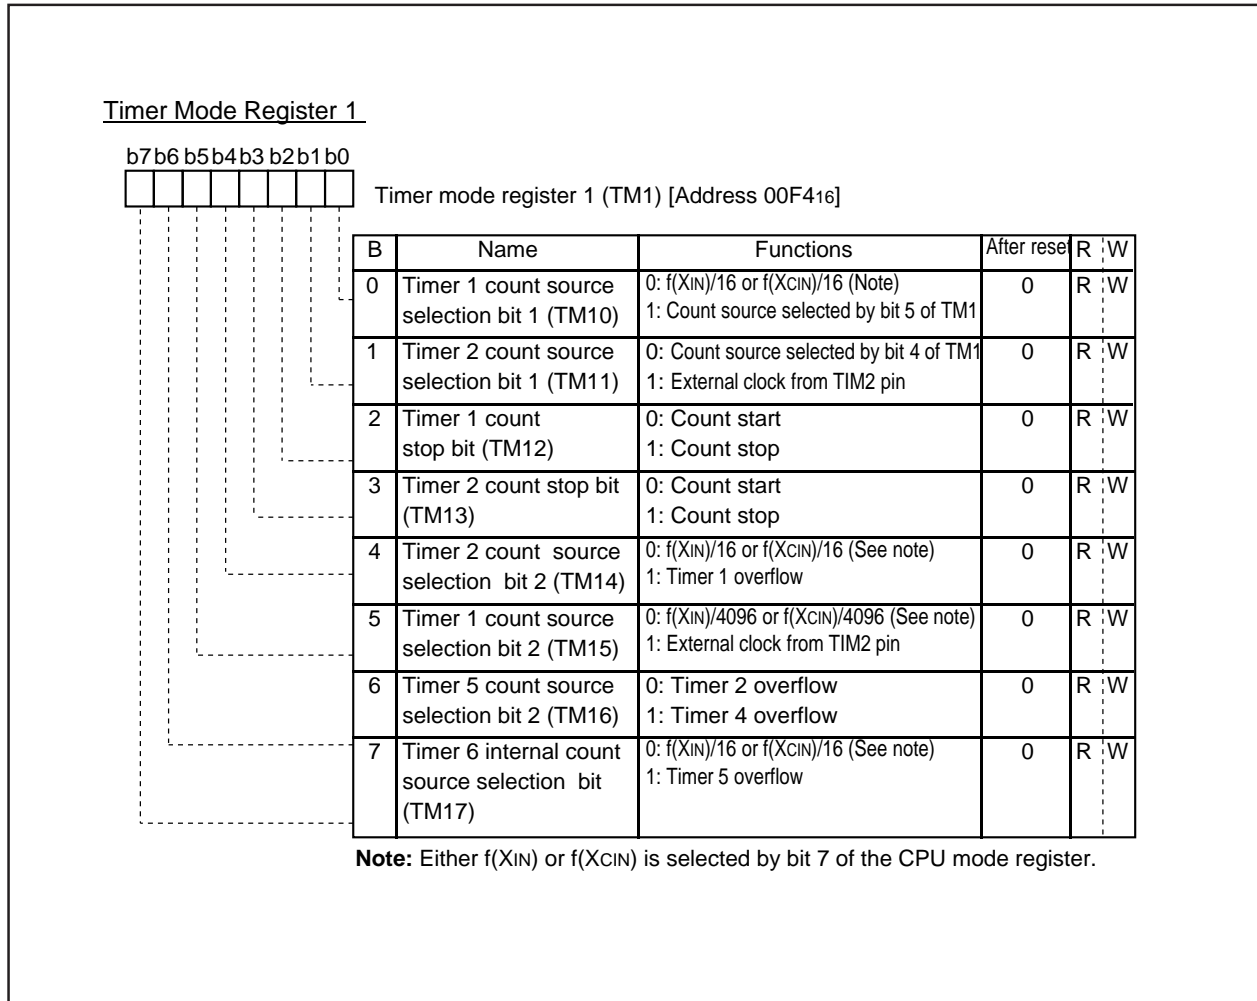 Timer Mode Register 1
b7b6 b5b4b3 b2b1b0
Timer mode register 1 (TM1) [Address 00F416]
B Name Functions After reset R W
0 Timer 1 count source 0: f(XIN)/16 or f(XCIN)/16 (Note) 0 R W
selection bit 1 (TM10) 1: Count source selected by bit 5 of TM1
1 Timer 2 count source 0: Count source selected by bit 4 of TM1 0 R W
selection bit 1 (TM11) 1: External clock from TIM2 pin
2 Timer 1 count 0: Count start 0 R W
stop bit (TM12) 1: Count stop
3 Timer 2 count stop bit 0: Count start 0 R W
(TM13) 1: Count stop
4 Timer 2 count source 0: f(XIN)/16 or f(XCIN)/16 (See note) 0 R W
selection bit 2 (TM14) 1: Timer 1 overflow
5 Timer 1 count source 0: f(XIN)/4096 or f(XCIN)/4096 (See note) 0 R W
selection bit 2 (TM15) 1: External clock from TIM2 pin
6 Timer 5 count source 0: Timer 2 overflow 0 R W
selection bit 2 (TM16) 1: Timer 4 overflow
7 Timer 6 internal count 0: f(XIN)/16 or f(XCIN)/16 (See note) 0 R W
source selection bit 1: Timer 5 overflow
(TM17)
Note: Either f(XIN) or f(XCIN) is selected by bit 7 of the CPU mode register.